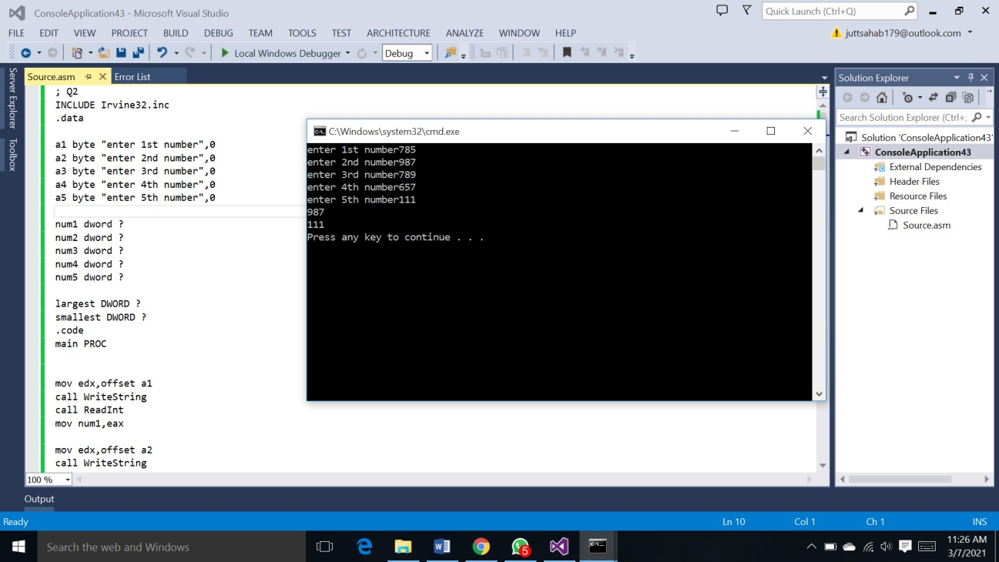 ConsoleApplication43 - Microsoft Visual Studio
Quick Launch (Ctrl+Q)
FILE EDIT VIEW PROJECT BUILD DEBUG TEAM TOOLS TEST ARCHITECTURE ANALYZE WINDOW HELP
juttsahab179@outlook.com
Local Windows Debugger Debug
Server Explorer
Toolbox
Source.asm Error List
; Q2
INCLUDE Irvine32.inc
.data
a1 byte "enter 1st number",0
a2 byte "enter 2nd number",0
a3 byte "enter 3rd number",0
a4 byte "enter 4th number",0
a5 byte "enter 5th number",0
num1 dword ?
num2 dword ?
num3 dword ?
num4 dword ?
num5 dword ?
largest DWORD ?
smallest DWORD ?
.code
main PROC
mov edx,offset a1
call WriteString
call ReadInt
mov num1,eax
mov edx,offset a2
call WriteString
100 %
C:\Windows\system32\cmd.exe
enter 1st number785
enter 2nd number987
enter 3rd number789
enter 4th number657
enter 5th number111
987
111
Press any key to continue . . .
Solution Explorer
Search Solution Explorer (Ctrl+;
Solution 'ConsoleApplication43'
ConsoleApplication43
External Dependencies
Header Files
Resource Files
Source Files
Source.asm
Output
Ready Ln 10 Col 1 Ch 1 INS
Search the web and Windows
5
11:26 AM
3/7/2021